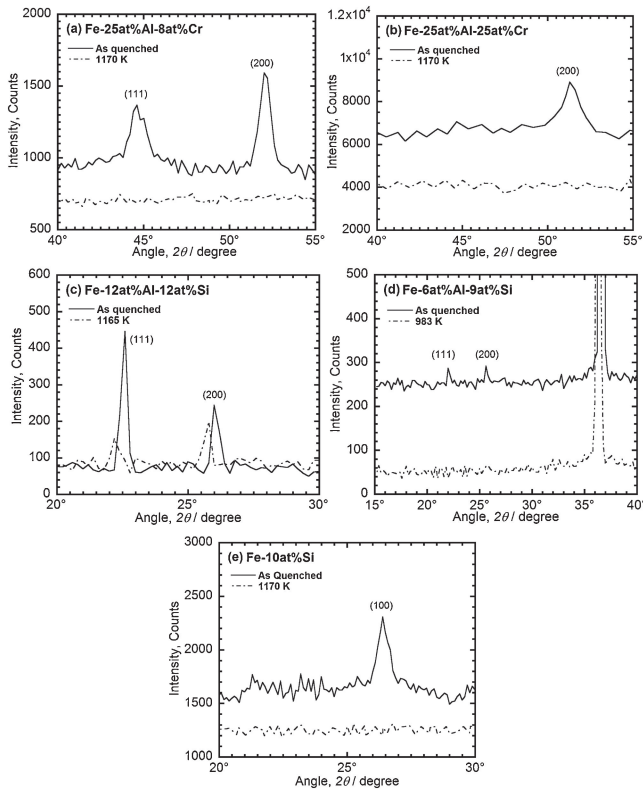 (a) Fe-25at%Al-8at%Cr
As quenched
1170 K
(111)
(200)
2000
1500
1000
500
40° 45° 50° 55°
Intensity, Counts
Angle, 2θ / degree
(b) Fe-25at%Al-25at%Cr
As quenched
1170 K
(200)
1.2x10⁴
1x10⁴
8000
6000
4000
2000
40° 45° 50° 55°
Intensity, Counts
Angle, 2θ / degree
(c) Fe-12at%Al-12at%Si
As quenched
1165 K
(111)
(200)
600
500
400
300
200
100
0
20° 25° 30°
Intensity, Counts
Angle, 2θ / degree
(d) Fe-6at%Al-9at%Si
As quenched
983 K
(111) (200)
500
400
300
200
100
0
15° 20° 25° 30° 35° 40°
Intensity, Counts
Angle, 2θ / degree
(e) Fe-10at%Si
As Quenched
1170 K
(100)
3000
2500
2000
1500
1000
20° 25° 30°
Intensity, Counts
Angle, 2θ / degree